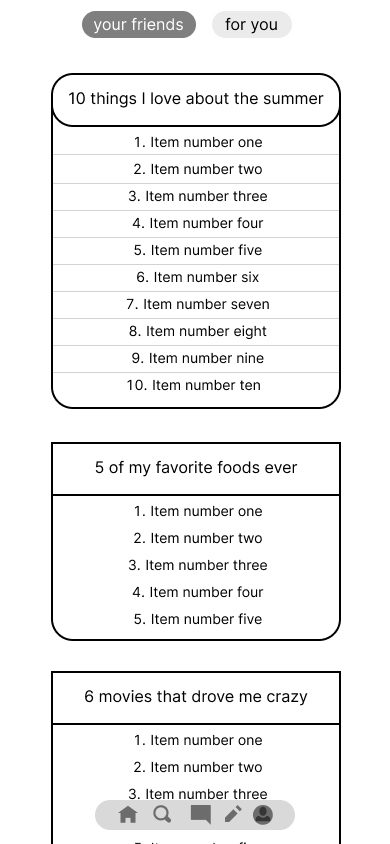 your friends for you
10 things I love about the summer
1. Item number one
2. Item number two
3. Item number three
4. Item number four
5. Item number five
6. Item number six
7. Item number seven
8. Item number eight
9. Item number nine
10. Item number ten
5 of my favorite foods ever
1. Item number one
2. Item number two
3. Item number three
4. Item number four
5. Item number five
6 movies that drove me crazy
1. Item number one
2. Item number two
3. Item number three